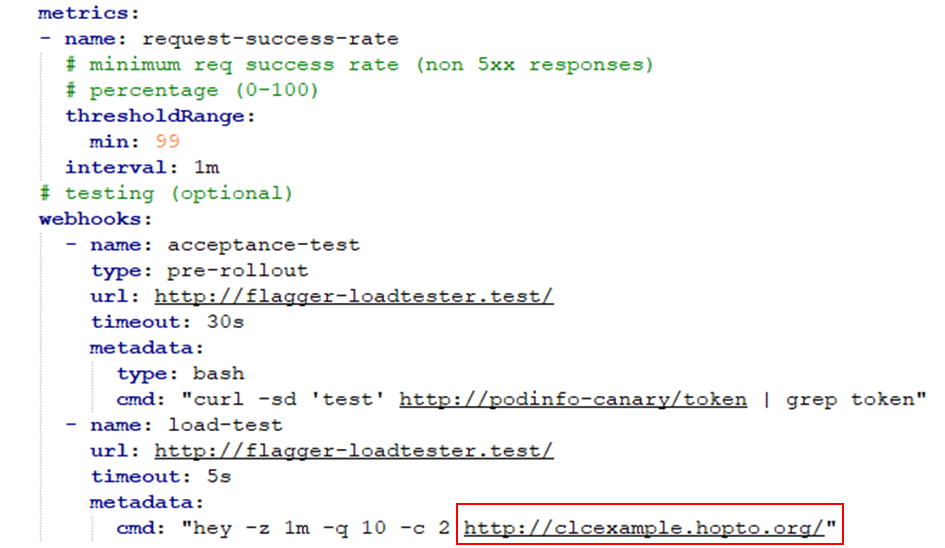 metrics:
- name: request-success-rate
# minimum req success rate (non 5xx responses)
# percentage (0-100)
thresholdRange:
min: 99
interval: 1m
# testing (optional)
webhooks:
- name: acceptance-test
type: pre-rollout
url: http://flagger-loadtester.test/
timeout: 30s
metadata:
type: bash
cmd: "curl -sd 'test' http://podinfo-canary/token | grep token"
- name: load-test
url: http://flagger-loadtester.test/
timeout: 5s
metadata:
cmd: "hey -z 1m -q 10 -c 2 http://clcexample.hopto.org/"